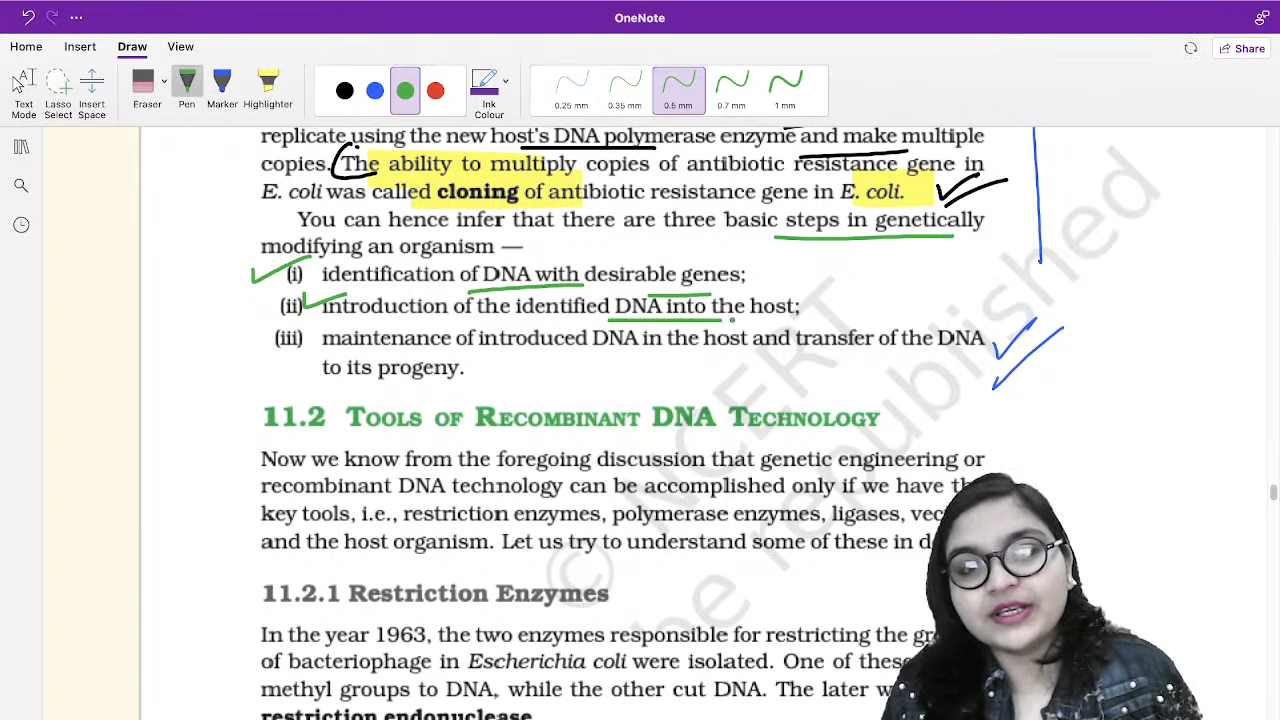 OneNote
Home Insert Draw View
Share
Text Mode
Lasso Select
Insert Space
Eraser
Pen
Marker
Highlighter
Ink Colour
0.25 mm 0.35 mm 0.5 mm 0.7 mm 1 mm
replicate using the new host's DNA polymerase enzyme and make multiple
copies. The ability to multiply copies of antibiotic resistance gene in
E. coli was called cloning of antibiotic resistance gene in E. coli.
You can hence infer that there are three basic steps in genetically
modifying an organism —
(i) identification of DNA with desirable genes;
(ii) introduction of the identified DNA into the host;
(iii) maintenance of introduced DNA in the host and transfer of the DNA
to its progeny.
11.2 TOOLS OF RECOMBINANT DNA TECHNOLOGY
Now we know from the foregoing discussion that genetic engineering or
recombinant DNA technology can be accomplished only if we have
key tools, i.e., restriction enzymes, polymerase enzymes, ligases,
and the host organism. Let us try to understand some of these in
11.2.1 Restriction Enzymes
In the year 1963, the two enzymes responsible for restricting the
of bacteriophage in Escherichia coli were isolated. One of these
methyl groups to DNA, while the other cut DNA. The later
restriction endonuclease
© NCERT
be republished